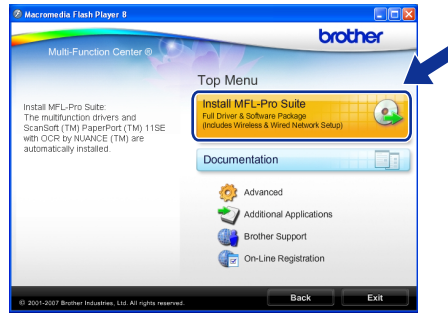 Macromedia Flash Player 8
brother
Multi-Function Center ®
Top Menu
Install MFL-Pro Suite:
The multifunction drivers and
ScanSoft (TM) PaperPort (TM) 11SE
with OCR by NUANCE (TM) are
automatically installed.
Install MFL-Pro Suite
Full Driver & Software Package
(Includes Wireless & Wired Network Setup)
Documentation
Advanced
Additional Applications
Brother Support
On-Line Registration
© 2001-2007 Brother Industries, Ltd. All rights reserved.
Back
Exit